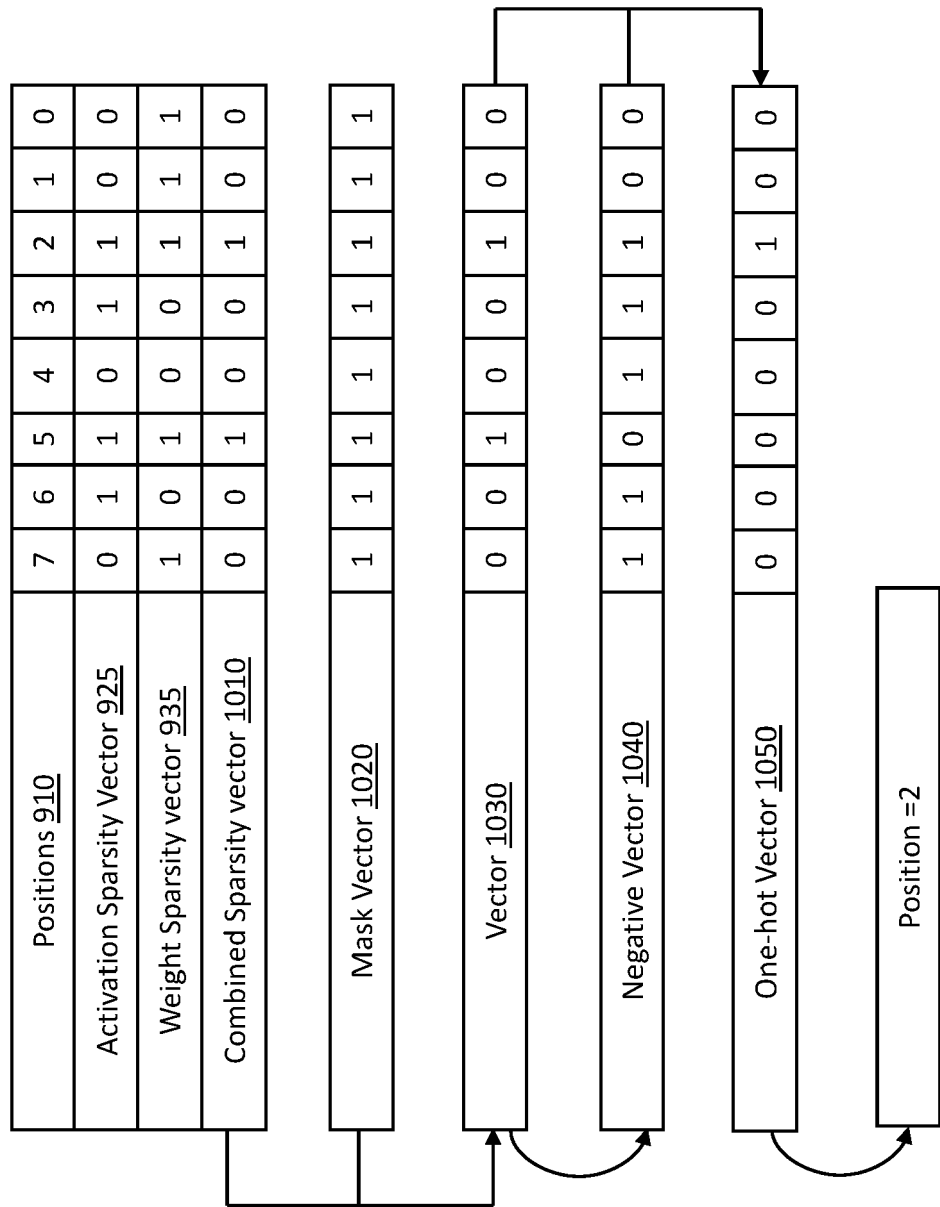 Positions 910 7 6 5 4 3 2 1 0
Activation Sparsity Vector 925 0 1 1 0 1 1 0 0
Weight Sparsity vector 935 1 0 1 0 0 1 1 1
Combined Sparsity vector 1010 0 0 1 0 0 1 0 0
Mask Vector 1020 1 1 1 1 1 1 1 1
Vector 1030 0 0 1 0 0 1 0 0
Negative Vector 1040 1 1 0 1 1 1 0 0
One-hot Vector 1050 0 0 0 0 0 1 0 0
Position =2